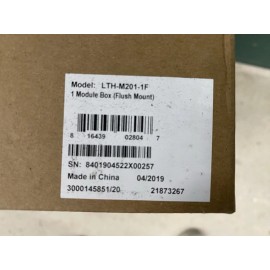 Model: LTH-M201-1F
1 Module Box (Flush Mount)
8 16439 02804 7
SN: 8401904522X00257
Made in China 04/2019
3000145851/20 21873267